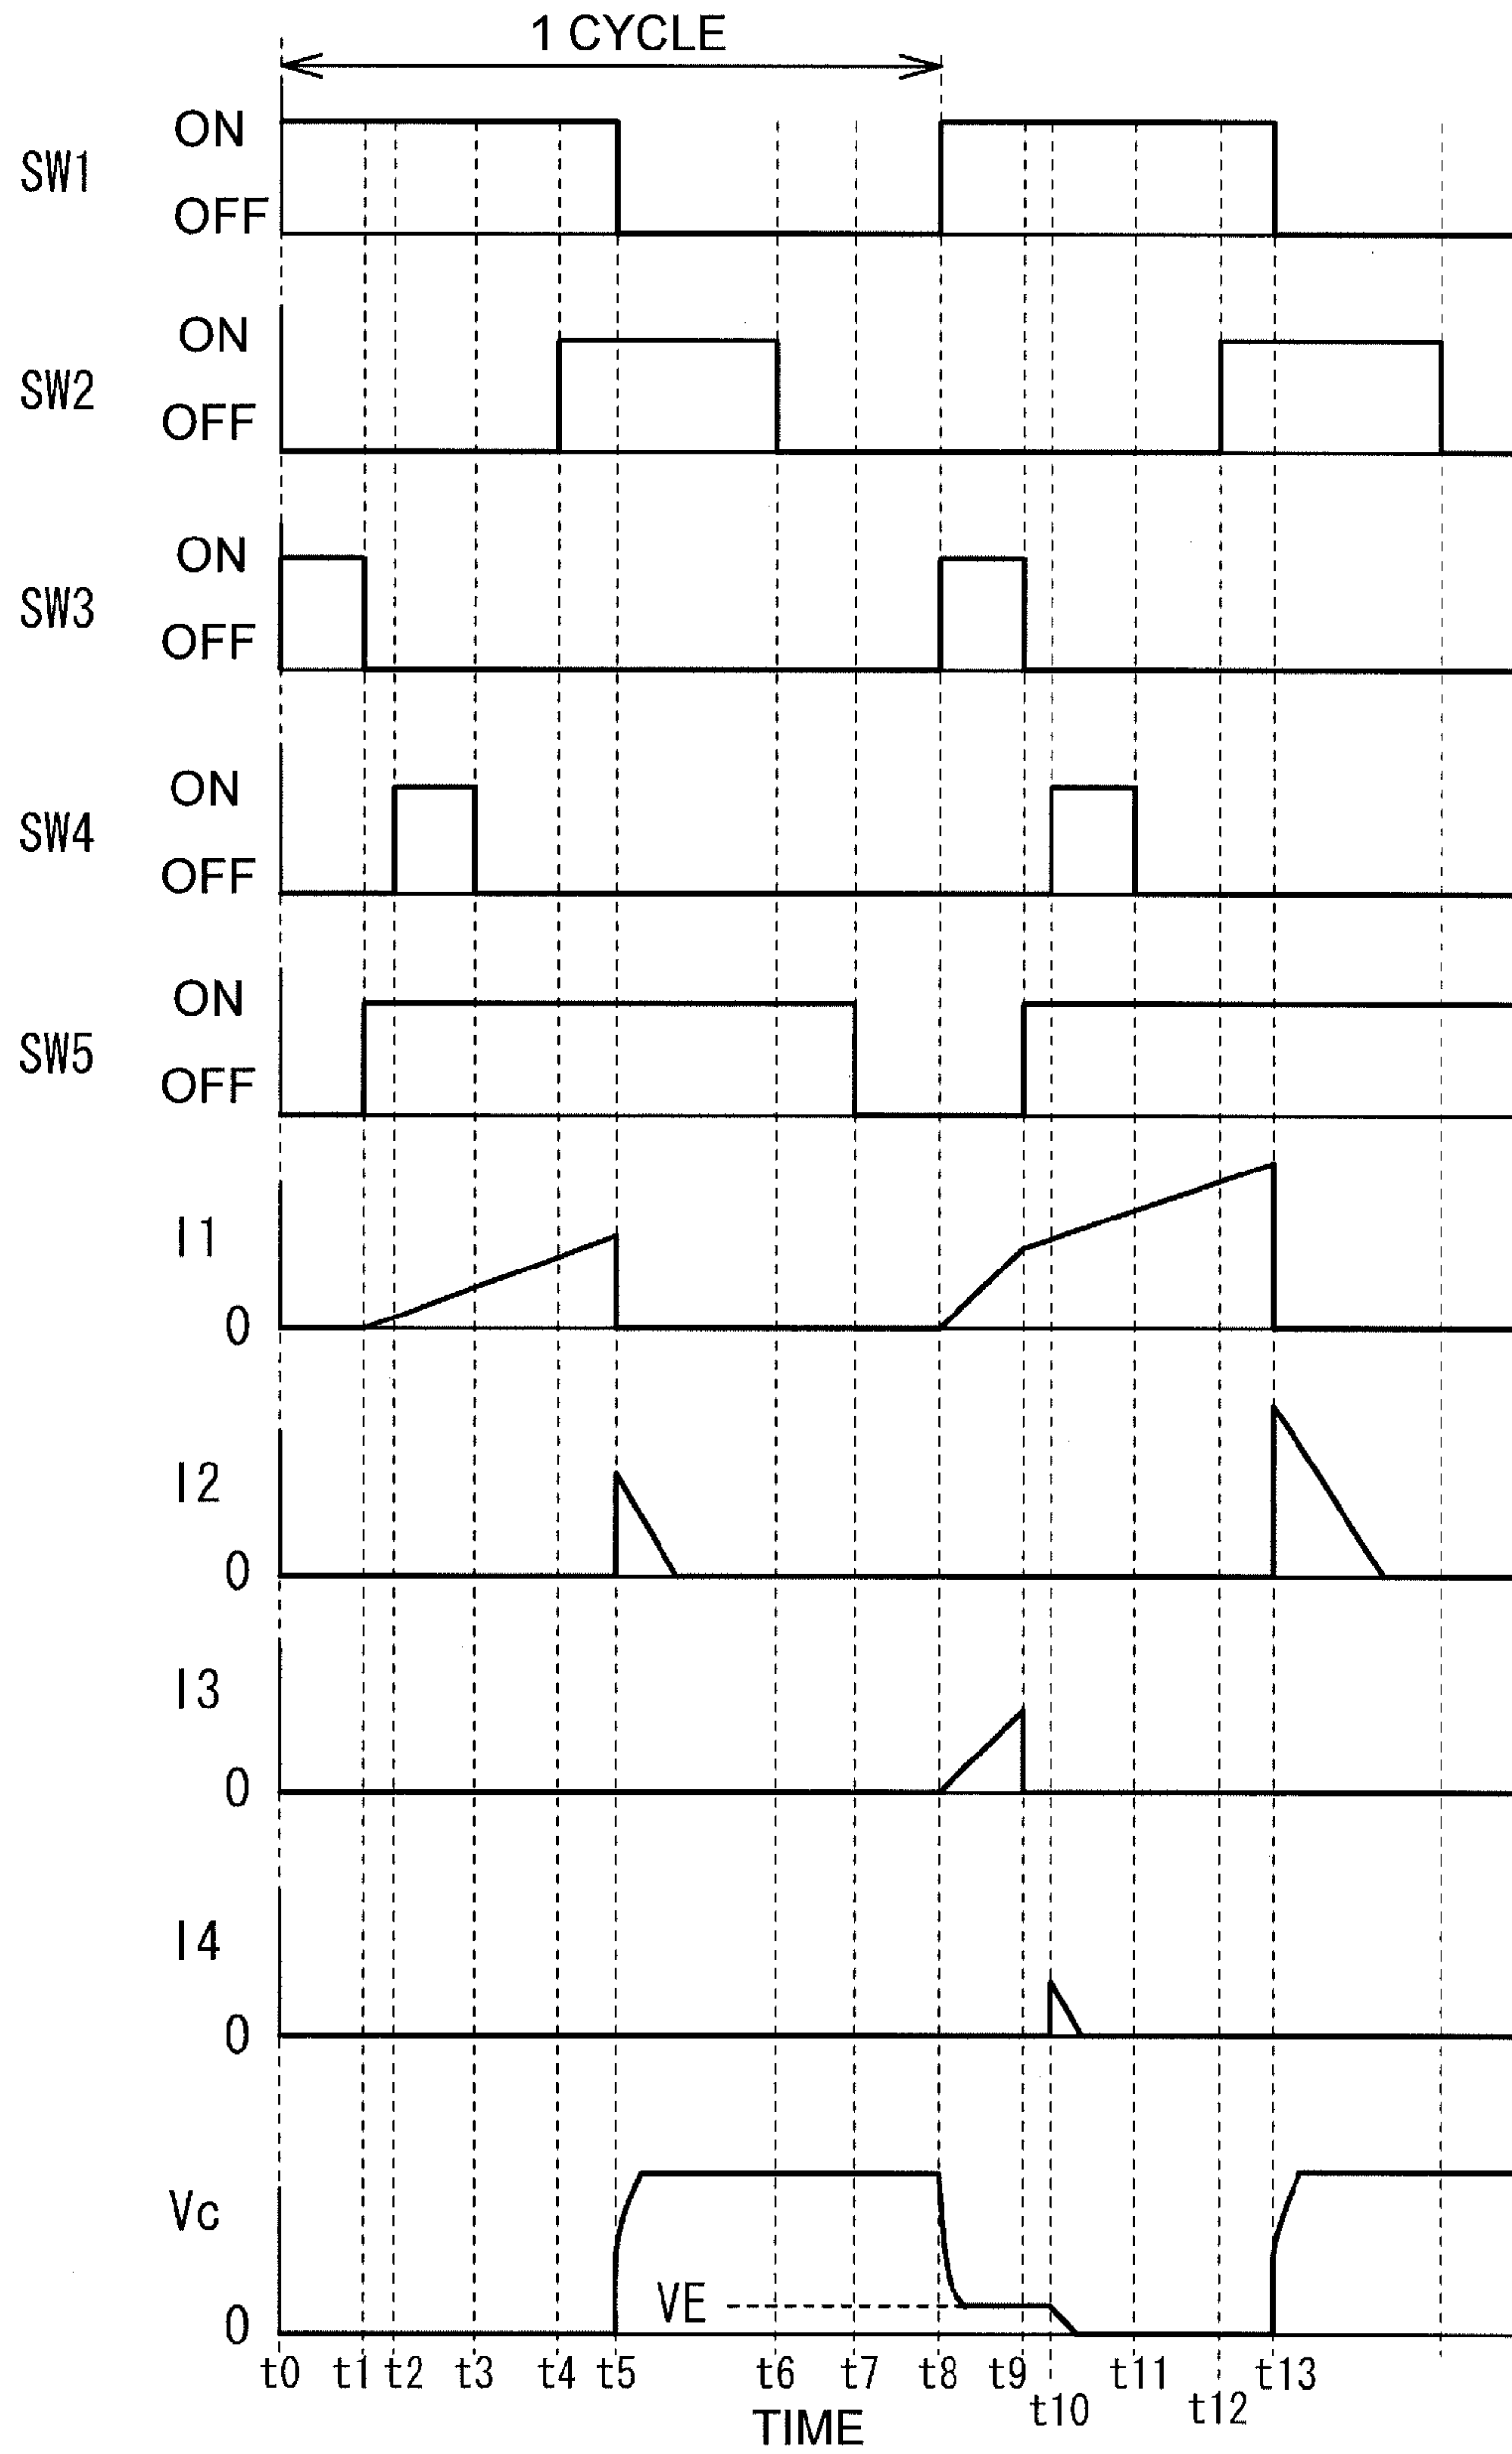 1 CYCLE
SW1
ON
OFF
SW2
ON
OFF
SW3
ON
OFF
SW4
ON
OFF
SW5
ON
OFF
I1
0
I2
0
I3
0
I4
0
Vc
VE
0
t0 t1 t2 t3 t4 t5 t6 t7 t8 t9 t10 t11 t12 t13
TIME